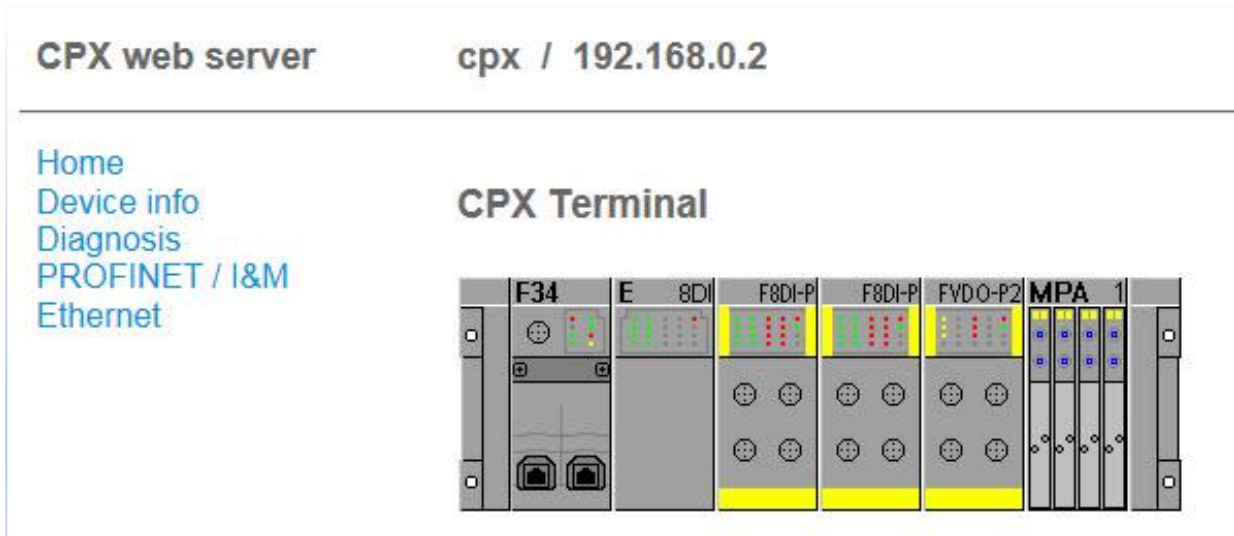 CPX web server
cpx / 192.168.0.2
Home
Device info
Diagnosis
PROFINET / I&M
Ethernet
CPX Terminal
F34 E 8DI F8DI-P F8DI-P FVDO-P2 MPA 1